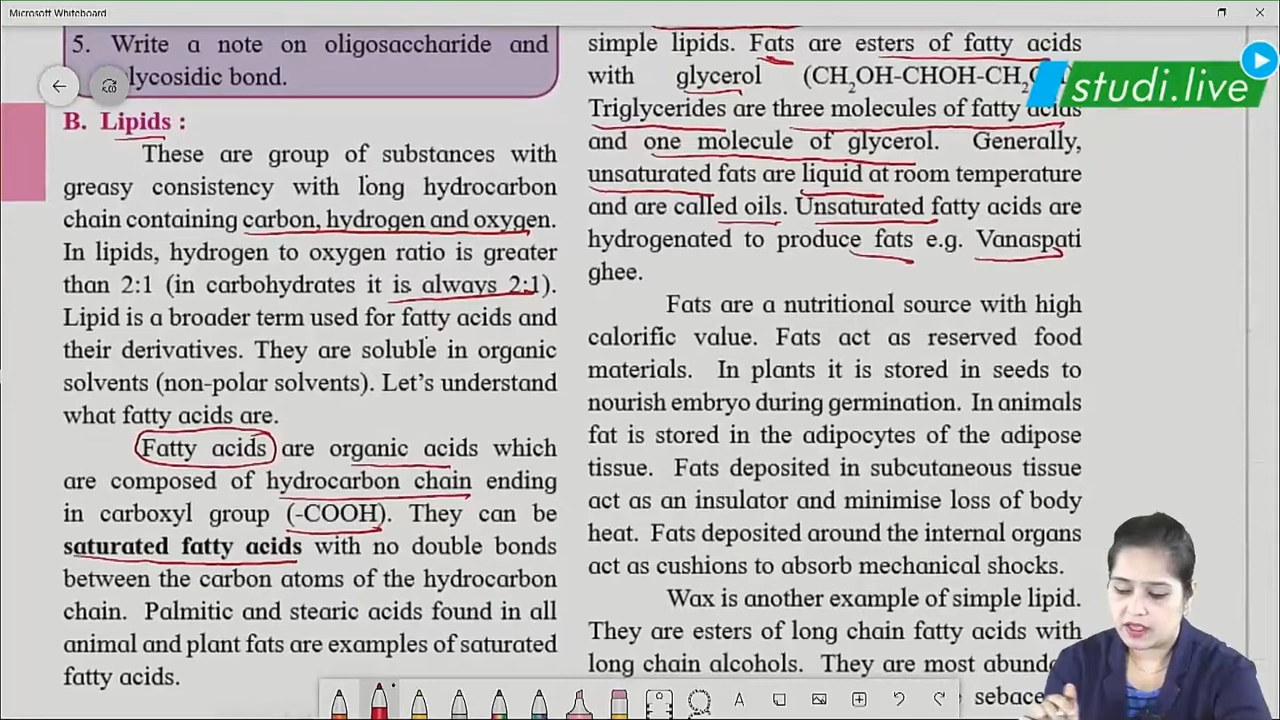 Microsoft Whiteboard
5. Write a note on oligosaccharide and
lycosidic bond.
B. Lipids :
These are group of substances with
greasy consistency with long hydrocarbon
chain containing carbon, hydrogen and oxygen.
In lipids, hydrogen to oxygen ratio is greater
than 2:1 (in carbohydrates it is always 2:1).
Lipid is a broader term used for fatty acids and
their derivatives. They are soluble in organic
solvents (non-polar solvents). Let's understand
what fatty acids are.
Fatty acids are organic acids which
are composed of hydrocarbon chain ending
in carboxyl group (-COOH). They can be
saturated fatty acids with no double bonds
between the carbon atoms of the hydrocarbon
chain. Palmitic and stearic acids found in all
animal and plant fats are examples of saturated
fatty acids.
simple lipids. Fats are esters of fatty acids
with glycerol (CH₂OH-CHOH-CH₂
Triglycerides are three molecules of fatty acids
and one molecule of glycerol. Generally,
unsaturated fats are liquid at room temperature
and are called oils. Unsaturated fatty acids are
hydrogenated to produce fats e.g. Vanaspati
ghee.
Fats are a nutritional source with high
calorific value. Fats act as reserved food
materials. In plants it is stored in seeds to
nourish embryo during germination. In animals
fat is stored in the adipocytes of the adipose
tissue. Fats deposited in subcutaneous tissue
act as an insulator and minimise loss of body
heat. Fats deposited around the internal organs
act as cushions to absorb mechanical shocks.
Wax is another example of simple lipid.
They are esters of long chain fatty acids with
long chain alcohols. They are most abund
sebace
studi.live